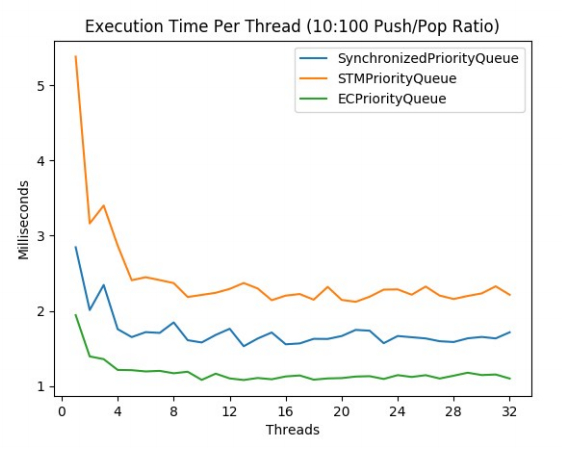 Execution Time Per Thread (10:100 Push/Pop Ratio)
SynchronizedPriorityQueue
STMPriorityQueue
ECPriorityQueue
5
4
3
2
1
Milliseconds
0 4 8 12 16 20 24 28 32
Threads